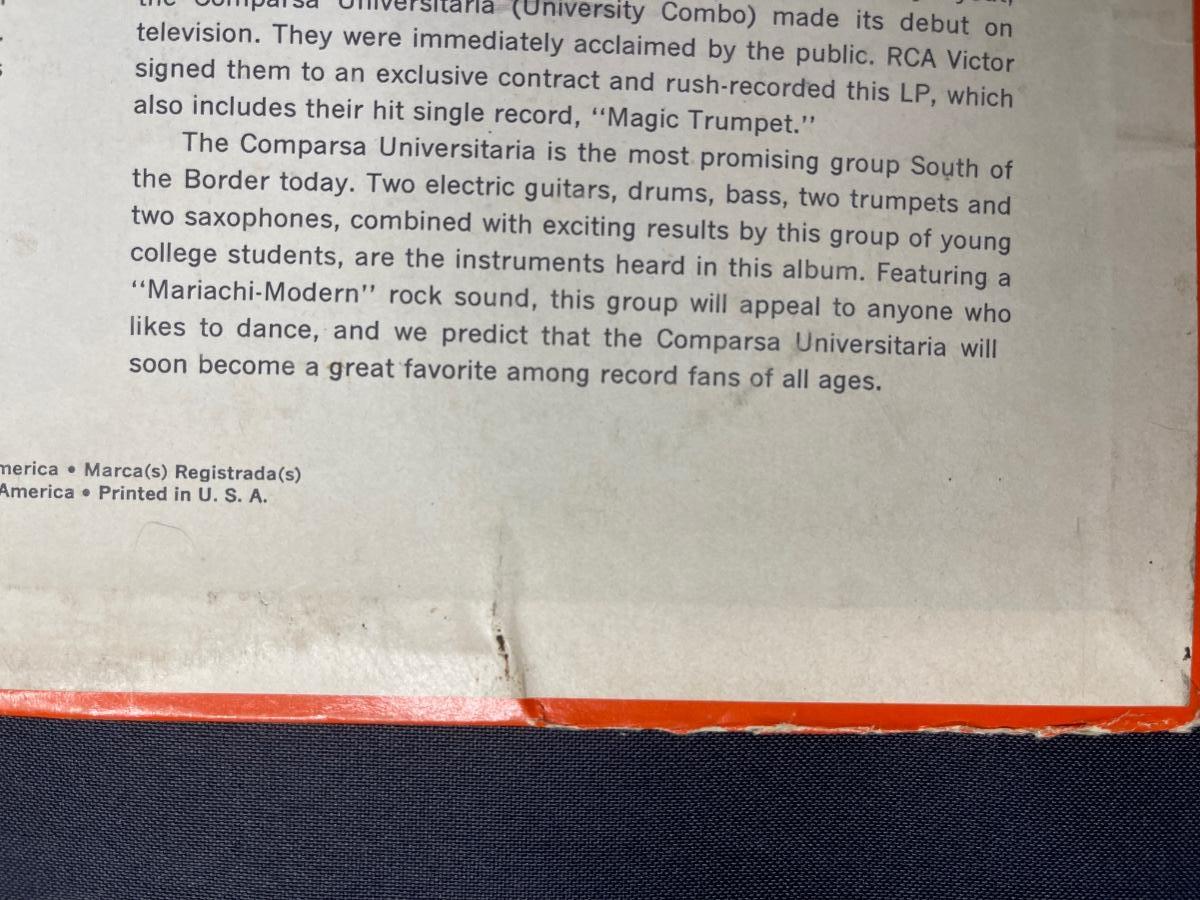 the Comparsa Universitaria (University Combo) made its debut on
television. They were immediately acclaimed by the public. RCA Victor
signed them to an exclusive contract and rush-recorded this LP, which
also includes their hit single record, “Magic Trumpet.”
The Comparsa Universitaria is the most promising group South of
the Border today. Two electric guitars, drums, bass, two trumpets and
two saxophones, combined with exciting results by this group of young
college students, are the instruments heard in this album. Featuring a
“Mariachi-Modern” rock sound, this group will appeal to anyone who
likes to dance, and we predict that the Comparsa Universitaria will
soon become a great favorite among record fans of all ages.
merica • Marca(s) Registrada(s)
America • Printed in U. S. A.